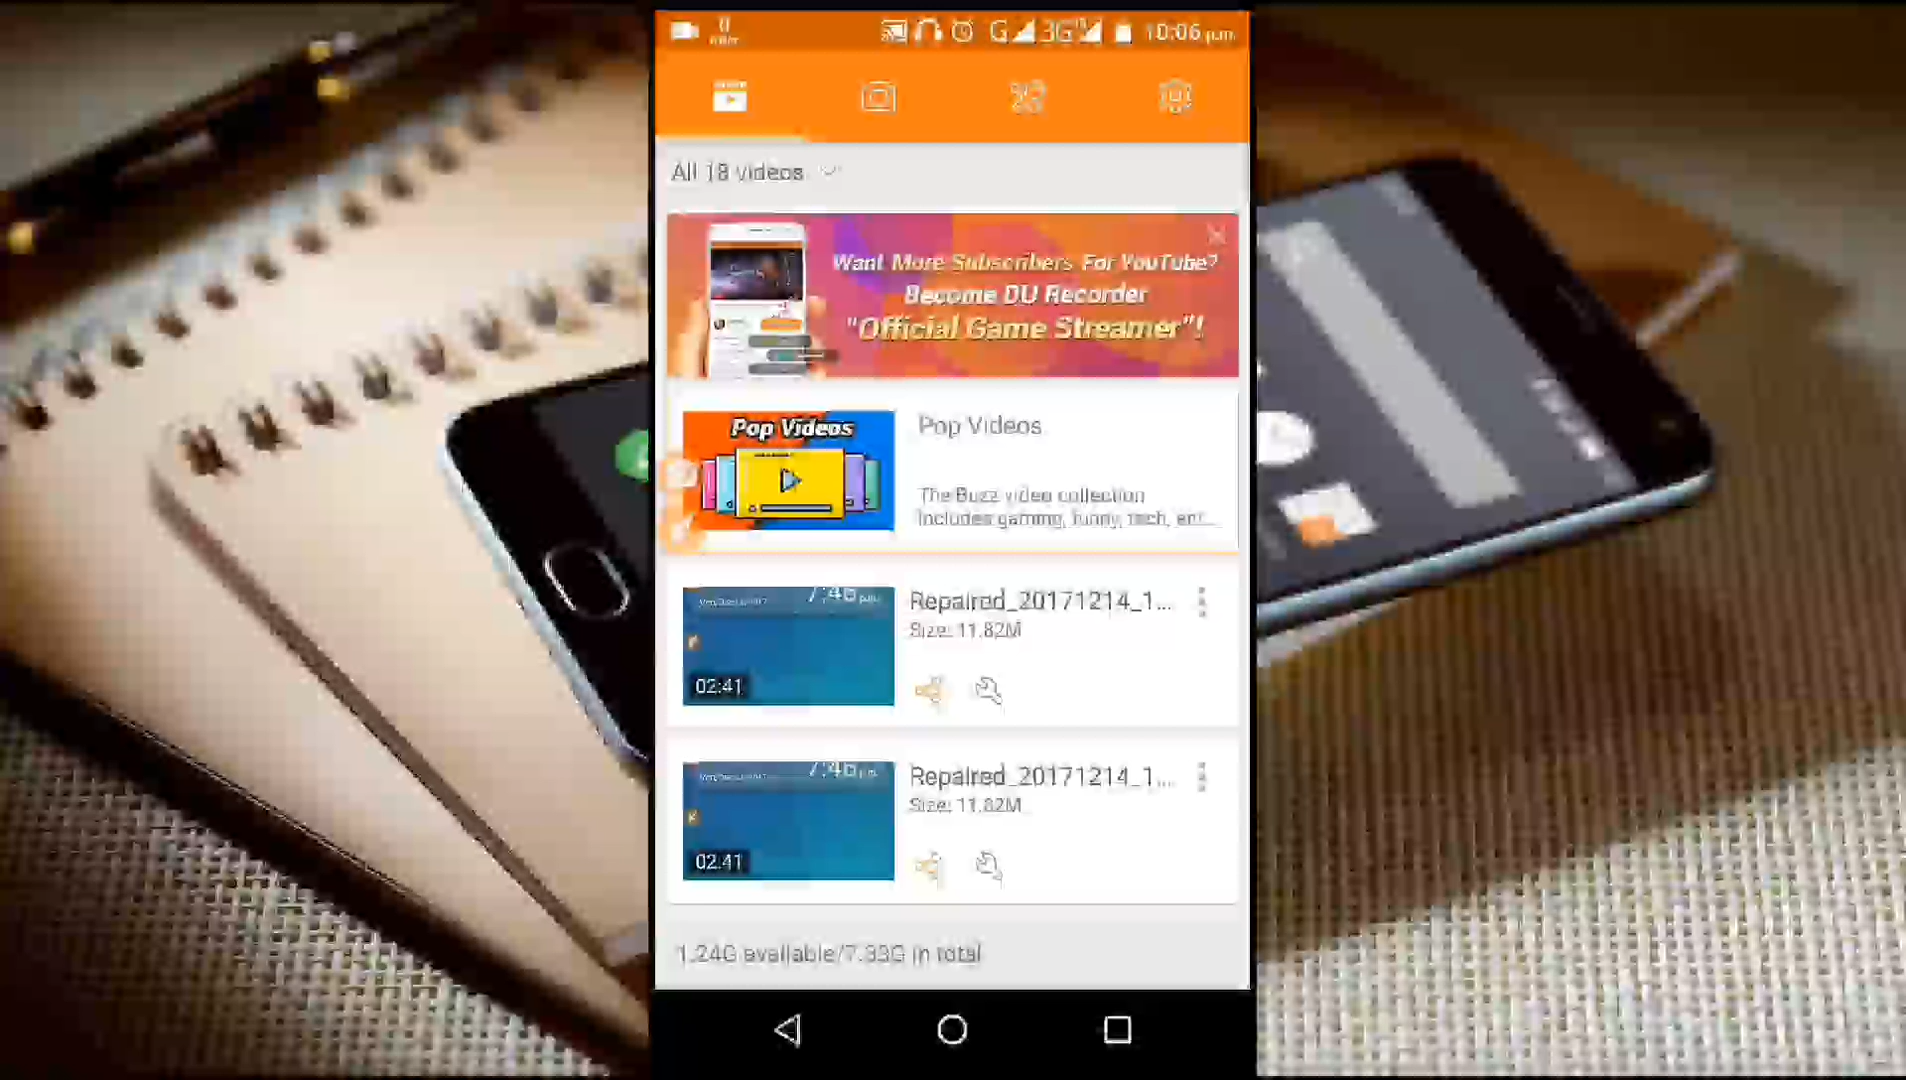 G 3G 10:06 p.m.
All 18 videos
Want More Subscribers For YouTube?
Become DU Recorder
"Official Game Streamer"!
Pop Videos
Pop Videos
The Buzz video collection
includes gaming, funny, tech, ent...
7:46 p.m.
Repaired_20171214_1...
Size: 11.82M
02:41
7:46 p.m.
Repaired_20171214_1...
Size: 11.82M
02:41
1.24G available/7.33G in total